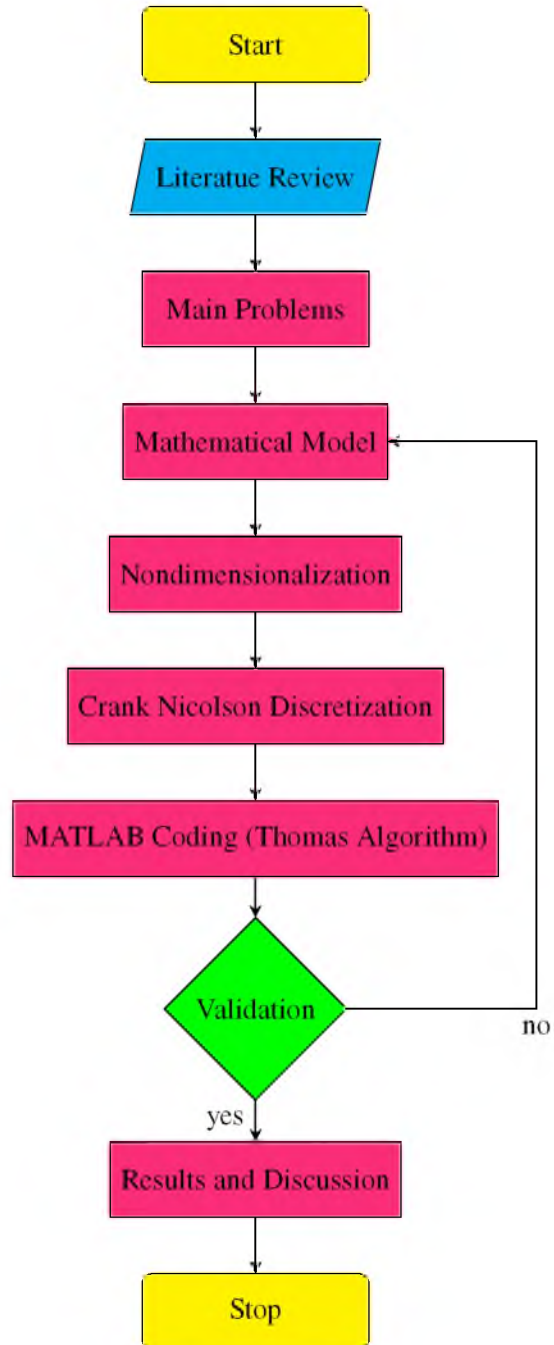 Start
Literatue Review
Main Problems
Mathematical Model
Nondimensionalization
Crank Nicolson Discretization
MATLAB Coding (Thomas Algorithm)
Validation
no
yes
Results and Discussion
Stop